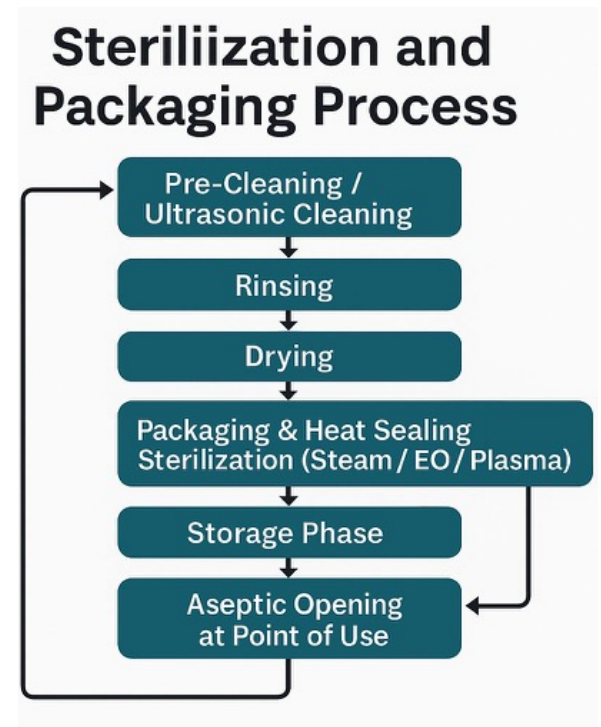 Steriliization and
Packaging Process
Pre-Cleaning /
Ultrasonic Cleaning
Rinsing
Drying
Packaging & Heat Sealing
Sterilization (Steam / EO / Plasma)
Storage Phase
Aseptic Opening
at Point of Use